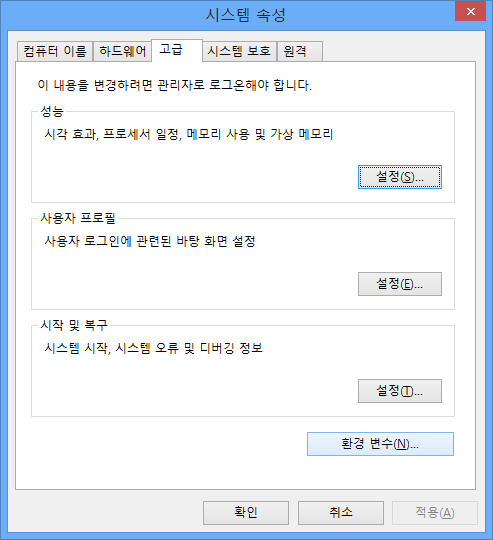 시스템 속성
컴퓨터 이름 하드웨어 고급 시스템 보호 원격
이 내용을 변경하려면 관리자로 로그온해야 합니다.
성능
시각 효과, 프로세서 일정, 메모리 사용 및 가상 메모리
설정(S)...
사용자 프로필
사용자 로그인에 관련된 바탕 화면 설정
설정(E)...
시작 및 복구
시스템 시작, 시스템 오류 및 디버깅 정보
설정(T)...
환경 변수(N)...
확인 취소 적용(A)